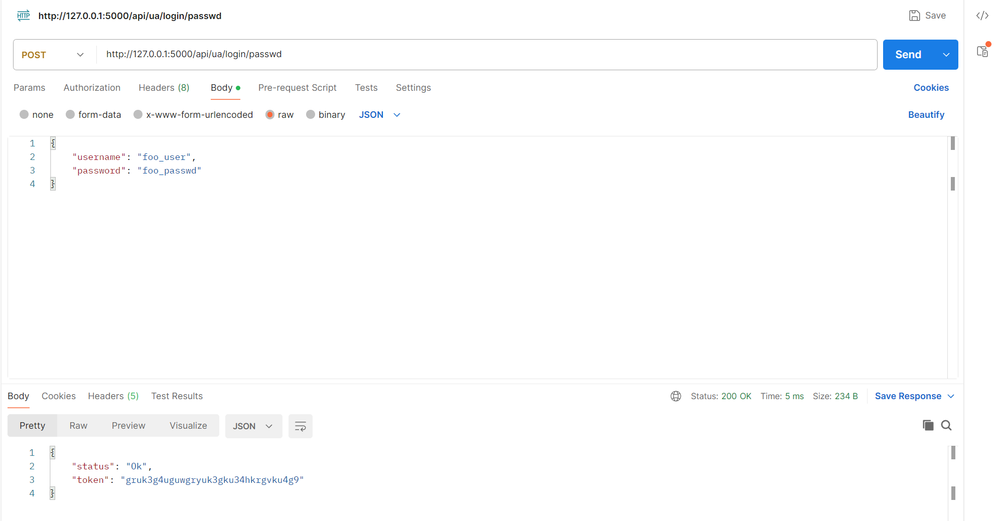 HTTP http://127.0.0.1:5000/api/ua/login/passwd Save
POST http://127.0.0.1:5000/api/ua/login/passwd Send
Params Authorization Headers (8) Body Pre-request Script Tests Settings Cookies
none form-data x-www-form-urlencoded raw binary JSON Beautify
1 {
2 "username": "foo_user",
3 "password": "foo_passwd"
4 }
Body Cookies Headers (5) Test Results Status: 200 OK Time: 5 ms Size: 234 B Save Response
Pretty Raw Preview Visualize JSON
1 {
2 "status": "Ok",
3 "token": "gruk3g4uguwgryuk3gku34hkrgvku4g9"
4 }